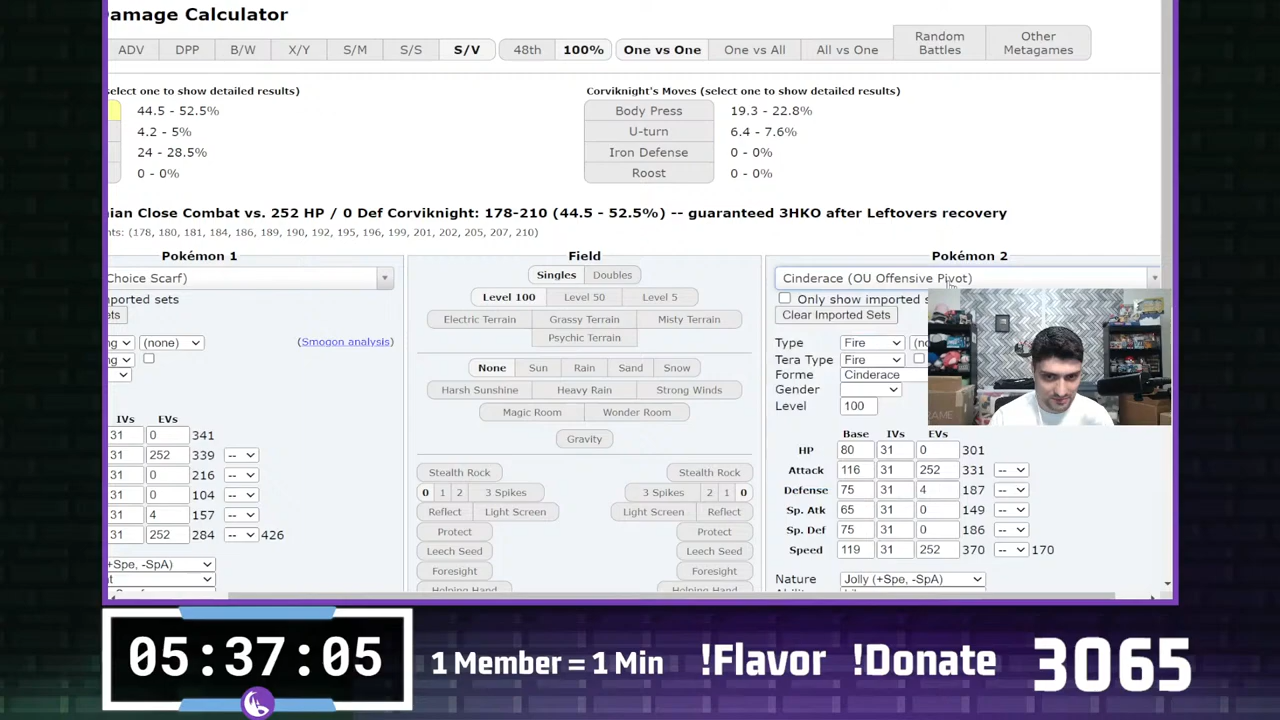 amage Calculator
ADV DPP B/W X/Y S/M S/S S/V 48th 100% One vs One One vs All All vs One Random Battles Other Metagames
select one to show detailed results)
44.5 - 52.5%
4.2 - 5%
24 - 28.5%
0 - 0%
Corviknight's Moves (select one to show detailed results)
Body Press 19.3 - 22.8%
U-turn 6.4 - 7.6%
Iron Defense 0 - 0%
Roost 0 - 0%
nian Close Combat vs. 252 HP / 0 Def Corviknight: 178-210 (44.5 - 52.5%) -- guaranteed 3HKO after Leftovers recovery
nts: (178, 180, 181, 184, 186, 189, 190, 192, 195, 196, 199, 201, 202, 205, 207, 210)
Pokémon 1
Choice Scarf)
ported sets
ets
(none)
(Smogon analysis)
IVs EVs
31 0 341
31 252 339 --
31 0 216 --
31 0 104 --
31 4 157 --
31 252 284 -- 426
+Spe, -SpA)
nt
Field
Singles Doubles
Level 100 Level 50 Level 5
Electric Terrain Grassy Terrain Misty Terrain
Psychic Terrain
None Sun Rain Sand Snow
Harsh Sunshine Heavy Rain Strong Winds
Magic Room Wonder Room
Gravity
Stealth Rock Stealth Rock
0 1 2 3 Spikes 3 Spikes 2 1 0
Reflect Light Screen Light Screen Reflect
Protect Protect
Leech Seed Leech Seed
Foresight Foresight
Helping Hand Helping Hand
Pokémon 2
Cinderace (OU Offensive Pivot)
Only show imported s
Clear Imported Sets
Type Fire (no
Tera Type Fire
Forme Cinderace
Gender
Level 100
Base IVs EVs
HP 80 31 0 301
Attack 116 31 252 331 --
Defense 75 31 4 187 --
Sp. Atk 65 31 0 149 --
Sp. Def 75 31 0 186 --
Speed 119 31 252 370 -- 170
Nature Jolly (+Spe, -SpA)
05:37:05
1 Member = 1 Min !Flavor !Donate 3065